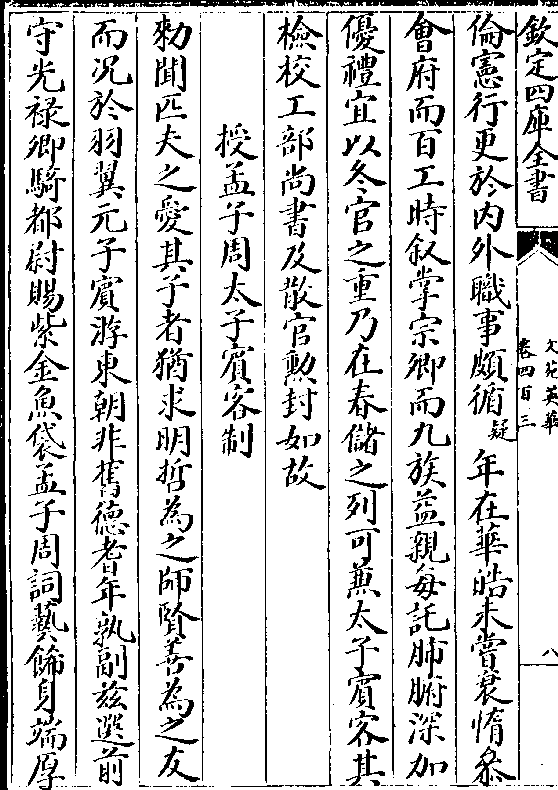 欽定四庫全書
文苑英華
卷四百三
八
倫憲行更於内外職事頗循疑年在華皓未嘗衰惰叅
會府而百工時叙掌宗卿而九族益親每託肺腑深加
優禮宜以冬官之重乃在春儲之列可兼太子賓客其
檢校工部尚書及散官勲封如故
授孟子周太子賓客制
勅聞匹夫之愛其子者猶求明哲為之師賢善為之友
而况於羽翼元子賓游東朝非舊德耆年孰副兹選前
守光禄卿騎都尉賜紫金魚袋孟子周詞藝飾身端厚